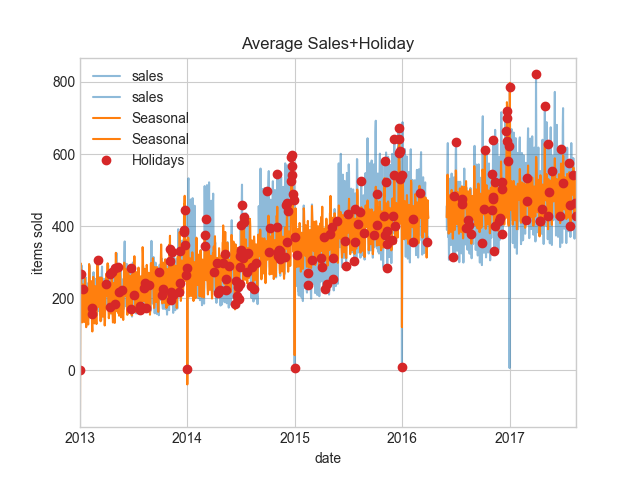 Average Sales+Holiday
sales
sales
Seasonal
Seasonal
Holidays
800
600
400
200
0
items sold
2013 2014 2015 2016 2017
date